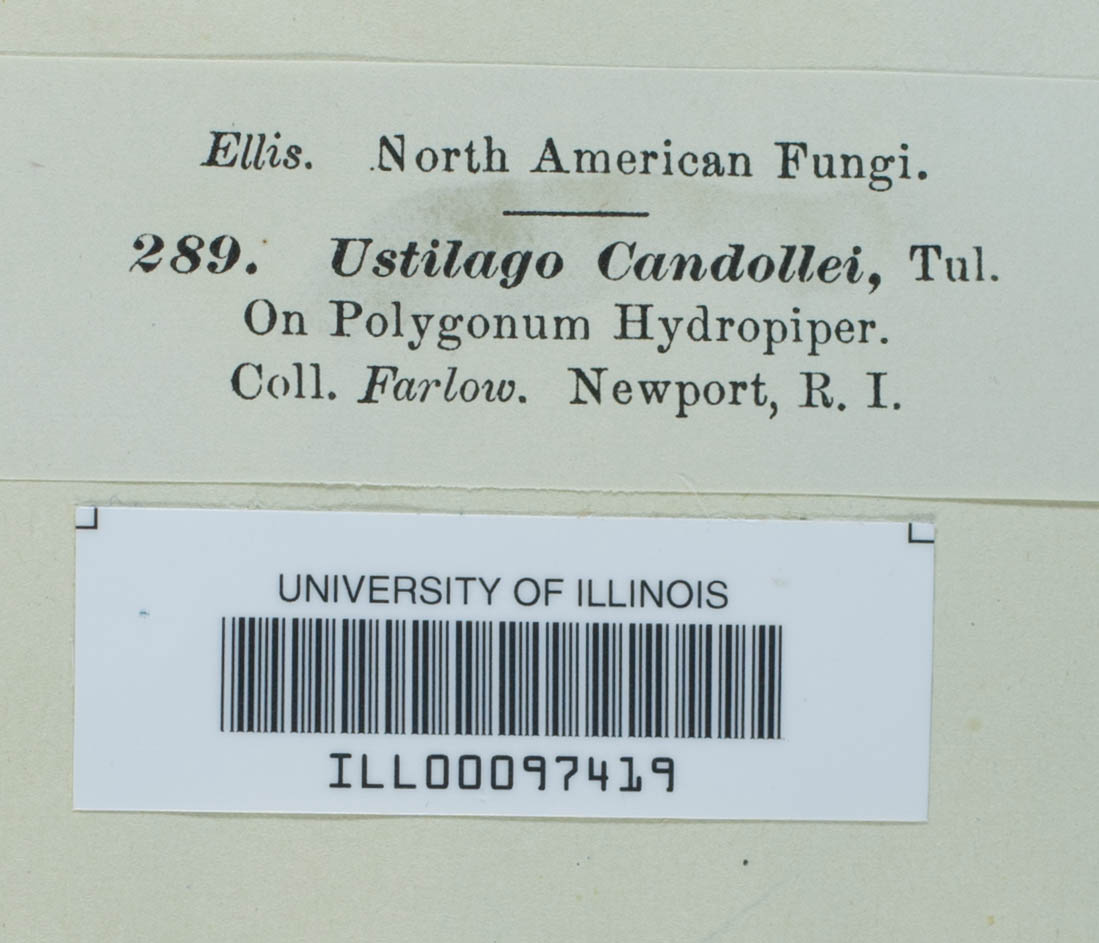 Ellis. North American Fungi.
289. Ustilago Candollei, Tul.
On Polygonum Hydropiper.
Coll. Farlow. Newport, R. I.
UNIVERSITY OF ILLINOIS
ILL00097419